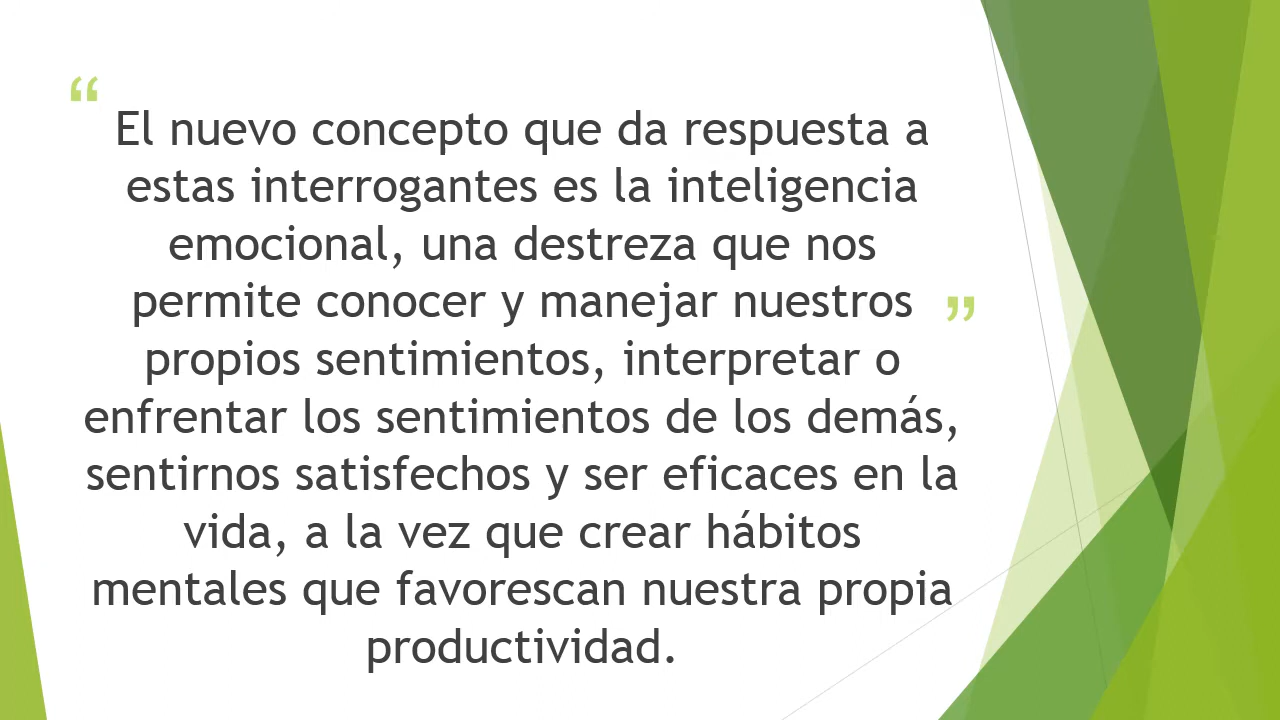 “
El nuevo concepto que da respuesta a
estas interrogantes es la inteligencia
emocional, una destreza que nos
permite conocer y manejar nuestros ”
propios sentimientos, interpretar o
enfrentar los sentimientos de los demás,
sentirnos satisfechos y ser eficaces en la
vida, a la vez que crear hábitos
mentales que favorescan nuestra propia
productividad.